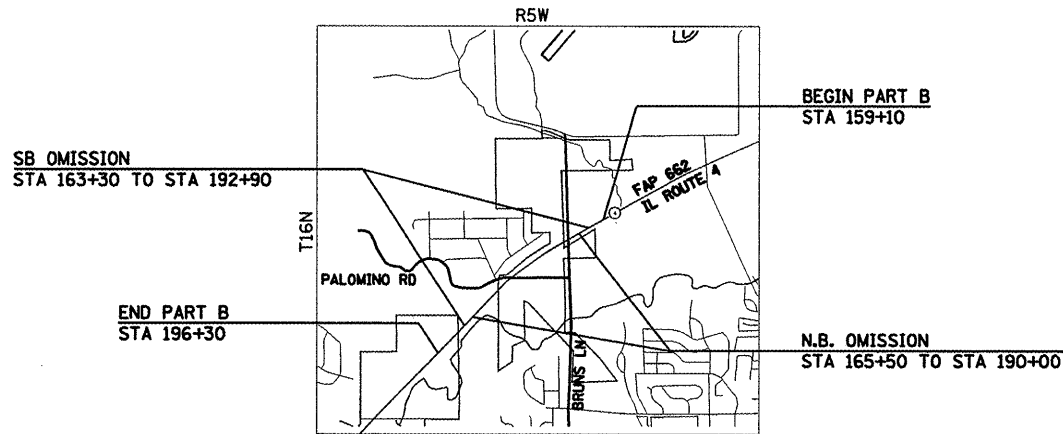 R5W
BEGIN PART B
STA 159+10
SB OMISSION
STA 163+30 TO STA 192+90
FAP 662
IL ROUTE 4
T16N
PALOMINO RD
END PART B
STA 196+30
BRUNS LN
N.B. OMISSION
STA 165+50 TO STA 190+00